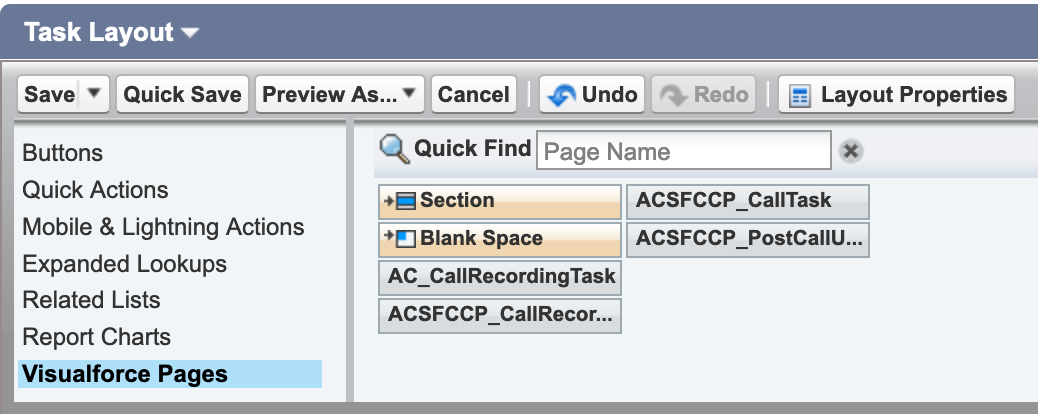 Task Layout
Save Quick Save Preview As... Cancel Undo Redo Layout Properties
Buttons
Quick Actions
Mobile & Lightning Actions
Expanded Lookups
Related Lists
Report Charts
Visualforce Pages
Quick Find Page Name
Section ACSFCCP_CallTask
Blank Space ACSFCCP_PostCallU...
AC_CallRecordingTask
ACSFCCP_CallRecor...